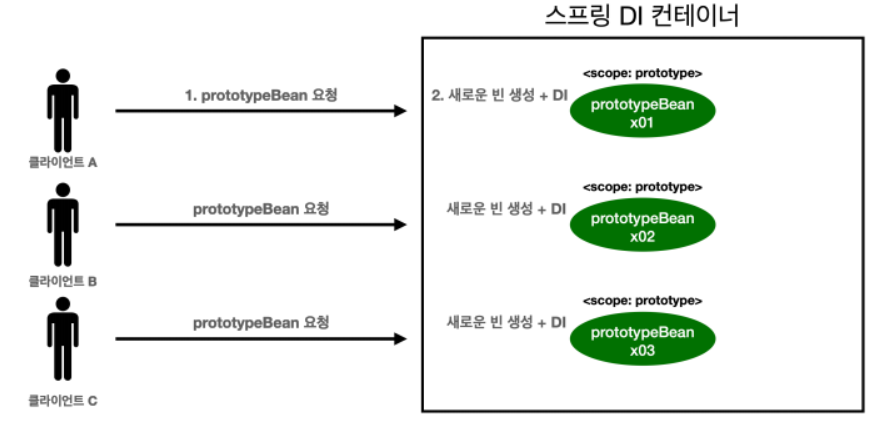 스프링 DI 컨테이너
<scope: prototype>
1. prototypeBean 요청
2. 새로운 빈 생성 + DI
prototypeBean
x01
클라이언트 A
<scope: prototype>
prototypeBean 요청
새로운 빈 생성 + DI
prototypeBean
x02
클라이언트 B
<scope: prototype>
prototypeBean 요청
새로운 빈 생성 + DI
prototypeBean
x03
클라이언트 C